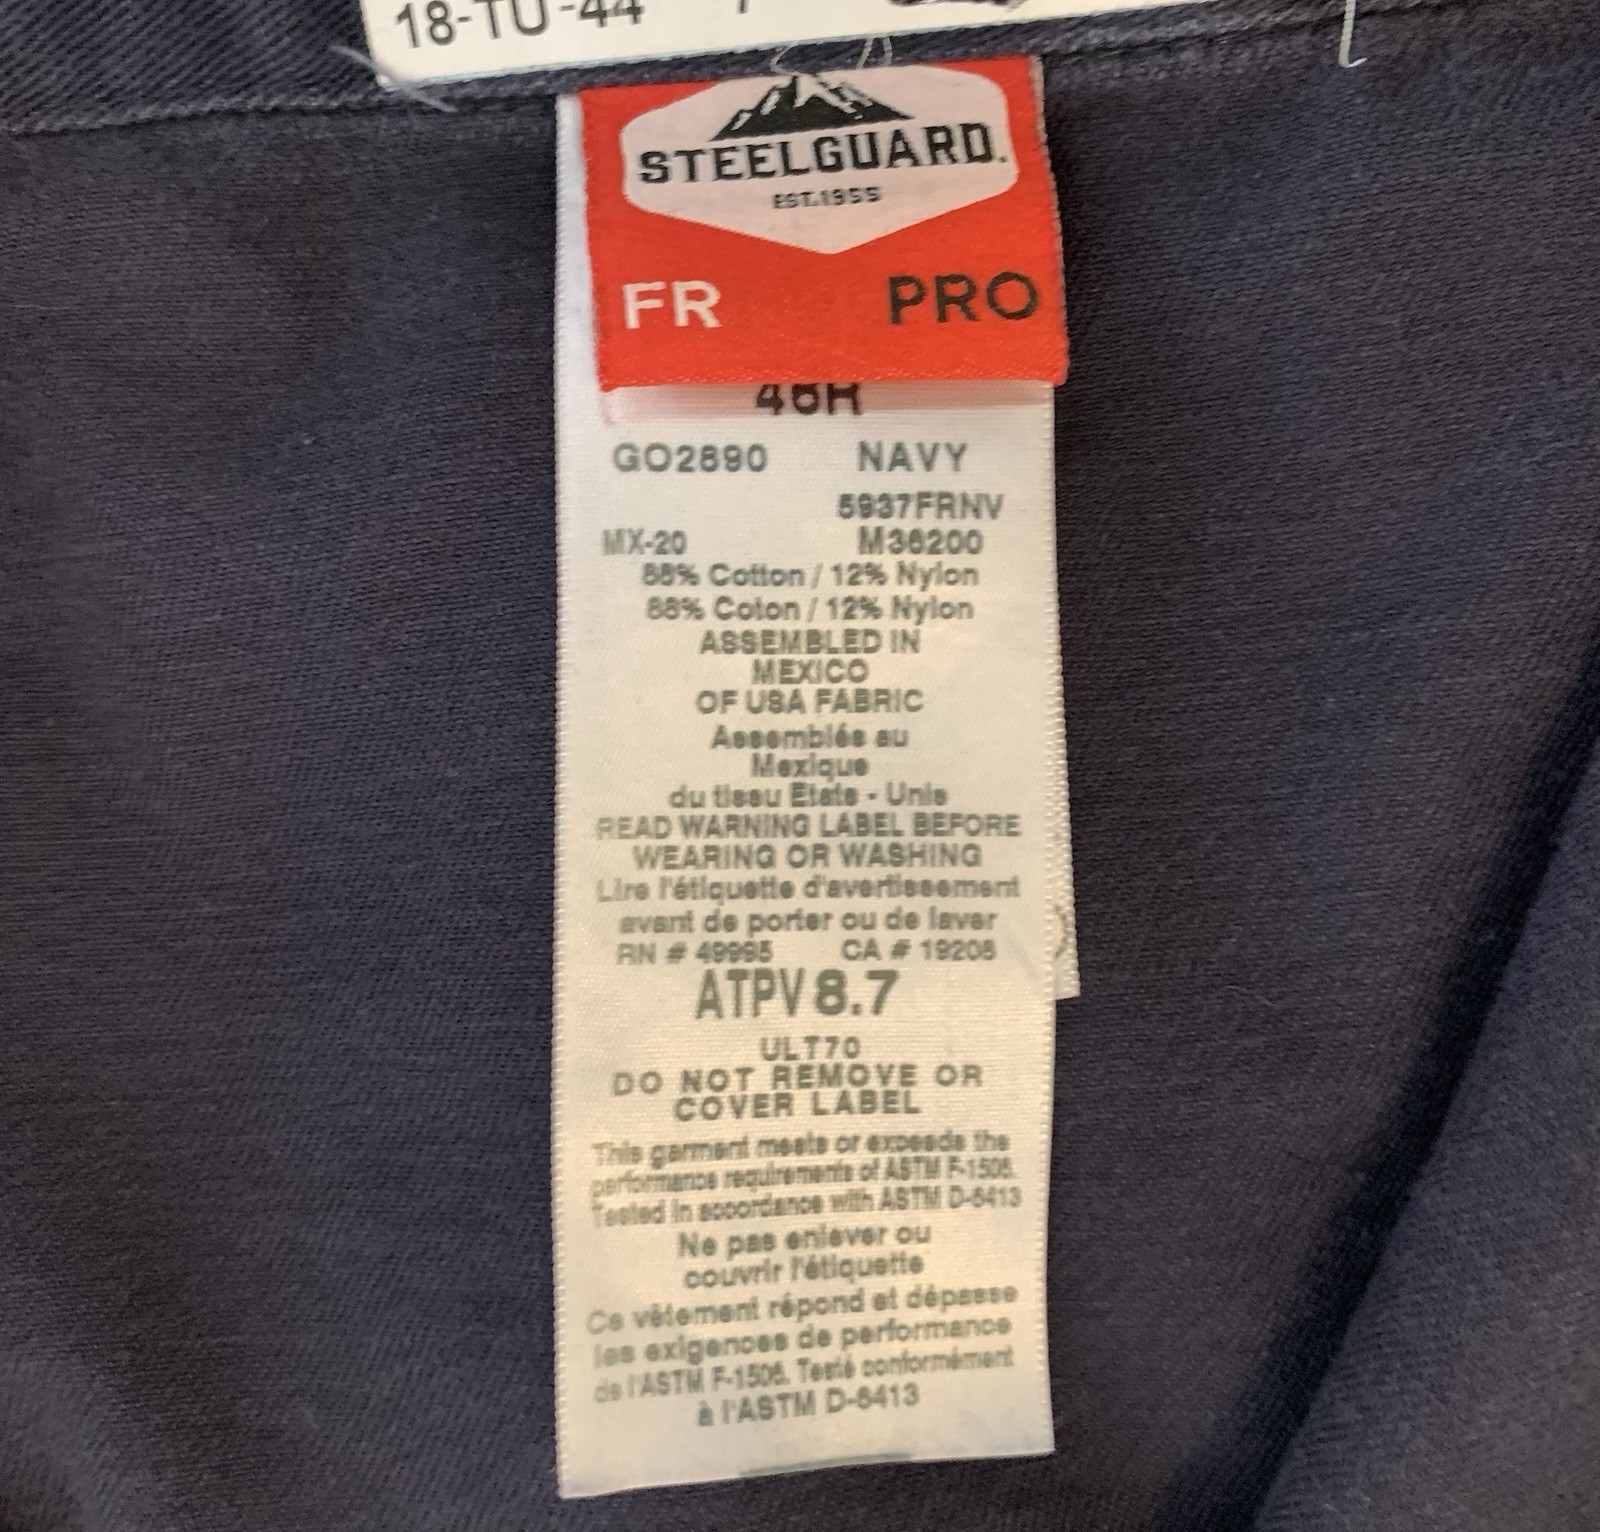 18-TU-44
STEELGUARD.
EST.1955
FR PRO
46R
GO2890 NAVY
5937FRNV
MX-20 M36200
88% Cotton / 12% Nylon
88% Coton / 12% Nylon
ASSEMBLED IN
MEXICO
OF USA FABRIC
Assemblés au
Mexique
du tissu Etats - Unis
READ WARNING LABEL BEFORE
WEARING OR WASHING
Lire l'étiquette d'avertissement
avant de porter ou de laver
RN # 49995 CA # 19208
ATPV 8.7
ULT70
DO NOT REMOVE OR
COVER LABEL
This garment meets or exceeds the
performance requirements of ASTM F-1506.
Tested in accordance with ASTM D-6413
Ne pas enlever ou
couvrir l'étiquette
Ce vêtement répond et dépasse
les exigences de performance
de l'ASTM F-1506. Testé conformément
à l'ASTM D-6413